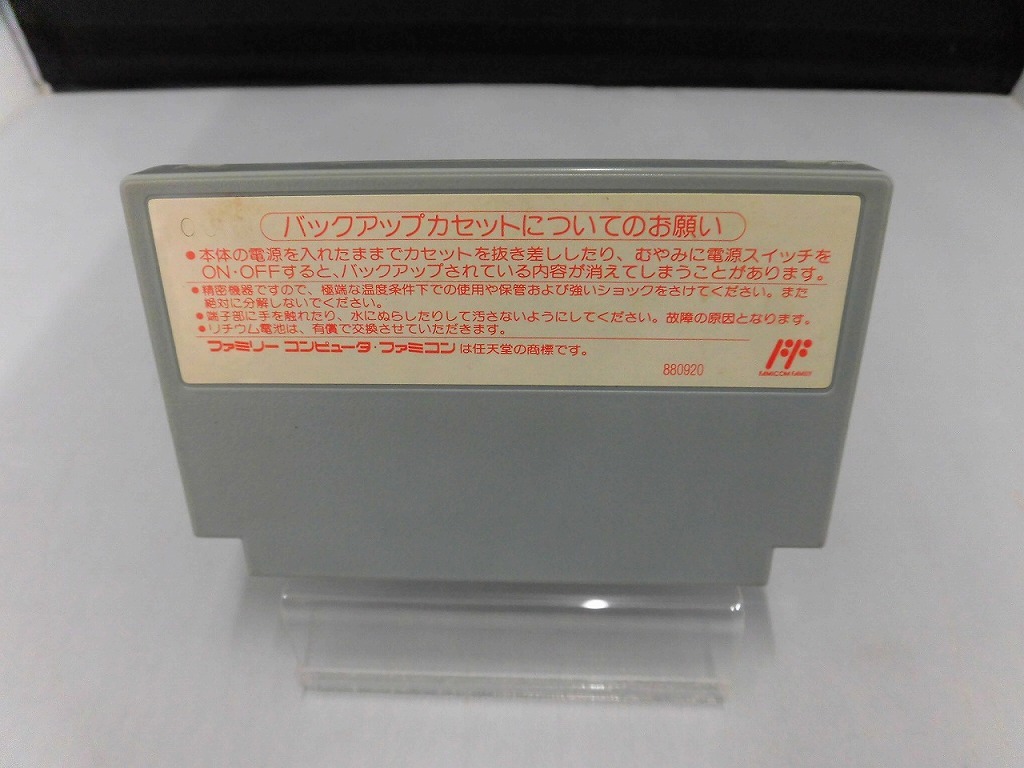 C
バックアップカセットについてのお願い
●本体の電源を入れたままでカセットを抜き差ししたり、むやみに電源スイッチを
ON・OFFすると、バックアップされている内容が消えてしまうことがあります。
●精密機器ですので、極端な温度条件下での使用や保管および強いショックをさけてください。また
絶対に分解しないでください。
●端子部に手を触れたり、水にぬらしたりして汚さないようにしてください。故障の原因となります。
●リチウム電池は、有償で交換させていただきます。
ファミリー コンピュータ・ファミコン は任天堂の商標です。
880920
FAMICOM FAMILY